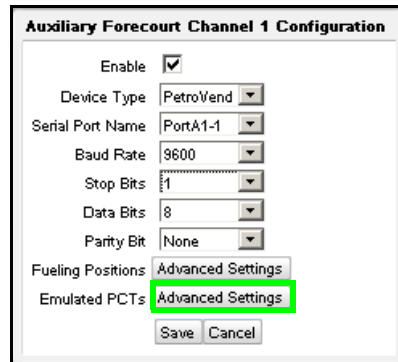 Auxiliary Forecourt Channel 1 Configuration
Enable
Device Type PetroVend
Serial Port Name PortA1-1
Baud Rate 9600
Stop Bits 1
Data Bits 8
Parity Bit None
Fueling Positions Advanced Settings
Emulated PCTs Advanced Settings
Save Cancel